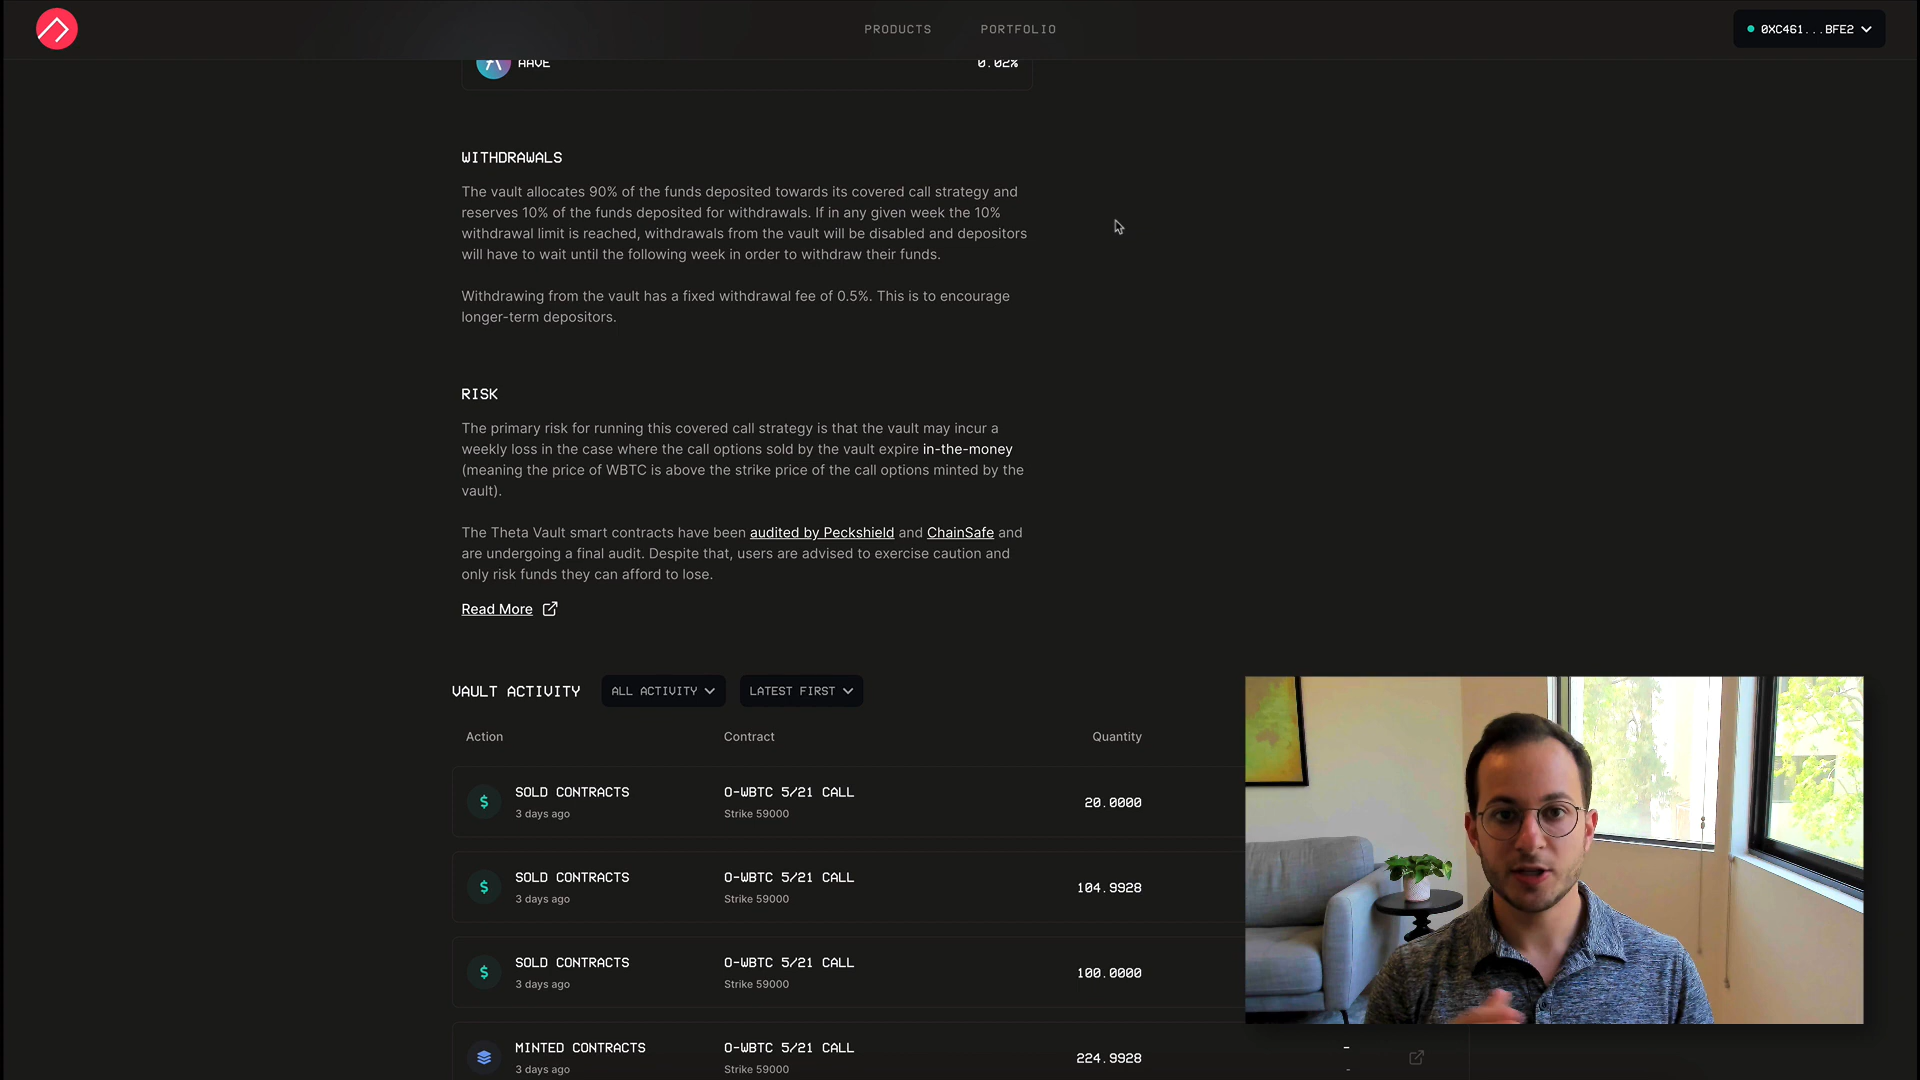 PRODUCTS PORTFOLIO 0XC461...BFE2
AAVE 0.02%
WITHDRAWALS
The vault allocates 90% of the funds deposited towards its covered call strategy and
reserves 10% of the funds deposited for withdrawals. If in any given week the 10%
withdrawal limit is reached, withdrawals from the vault will be disabled and depositors
will have to wait until the following week in order to withdraw their funds.
Withdrawing from the vault has a fixed withdrawal fee of 0.5%. This is to encourage
longer-term depositors.
RISK
The primary risk for running this covered call strategy is that the vault may incur a
weekly loss in the case where the call options sold by the vault expire in-the-money
(meaning the price of WBTC is above the strike price of the call options minted by the
vault).
The Theta Vault smart contracts have been audited by Peckshield and ChainSafe and
are undergoing a final audit. Despite that, users are advised to exercise caution and
only risk funds they can afford to lose.
Read More
VAULT ACTIVITY ALL ACTIVITY LATEST FIRST
Action Contract Quantity
SOLD CONTRACTS O-WBTC 5/21 CALL 20.0000
3 days ago Strike 59000
SOLD CONTRACTS O-WBTC 5/21 CALL 104.9928
3 days ago Strike 59000
SOLD CONTRACTS O-WBTC 5/21 CALL 100.0000
3 days ago Strike 59000
MINTED CONTRACTS O-WBTC 5/21 CALL 224.9928 -
3 days ago Strike 59000 -